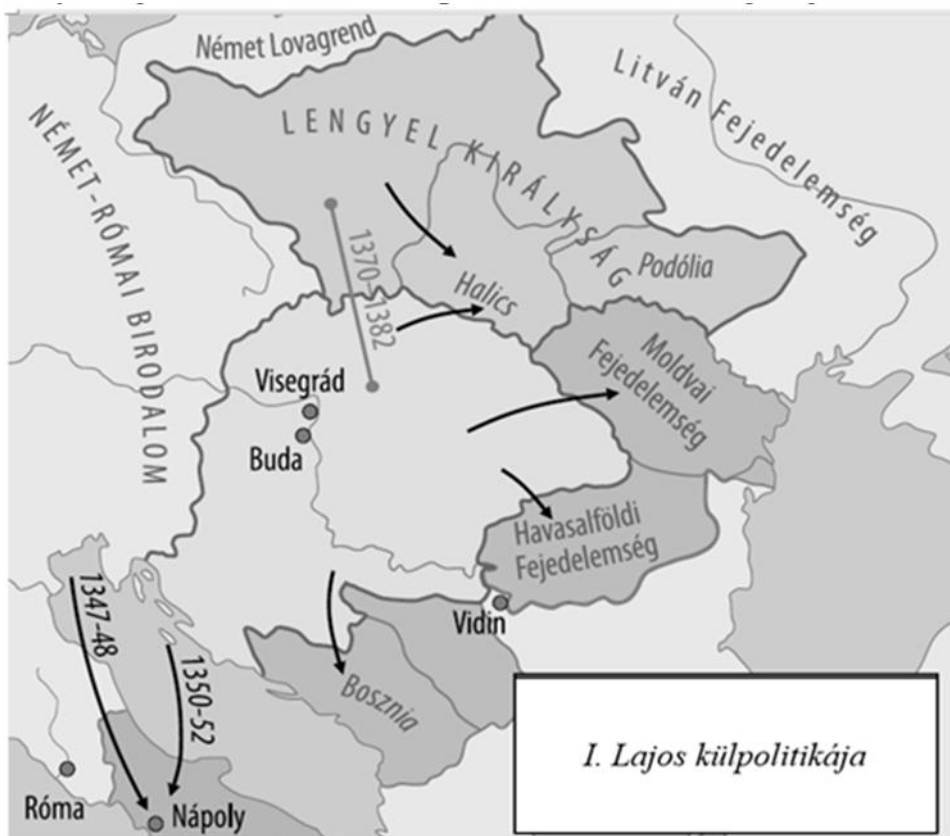 Német Lovagrend
Litván Fejedelemség
NÉMET-RÓMAI BIRODALOM
LENGYEL KIRÁLYSÁG
1370–1382
Halics
Podólia
Visegrád
Buda
Moldvai
Fejedelemség
Havasalföldi
Fejedelemség
Vidin
1347-48
1350-52
Bosznia
Róma
Nápoly
I. Lajos külpolitikája